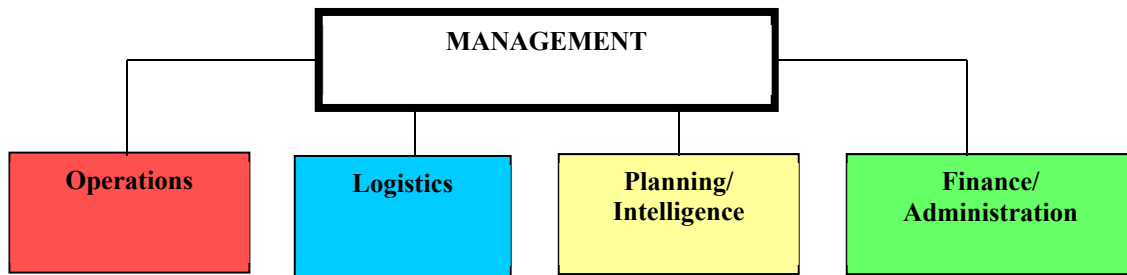 MANAGEMENT
Operations
Logistics
Planning/
Intelligence
Finance/
Administration